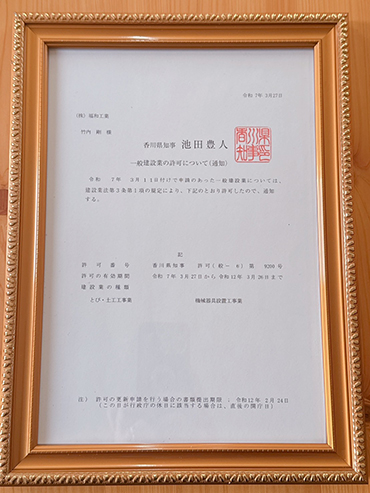 令和 7年 3月27日
(株) 福和工業
竹内 剛 様
香川県知事 池田豊人
香川県知事印
一般建設業の許可について(通知)
令和 7年 3月11日付けで申請のあった一般建設業については、
建設業法第3条第1項の規定により、下記のとおり許可したので、通知
する。
記
許可番号 香川県知事 許可(般-6)第 9209号
許可の有効期間 令和 7年 3月27日から令和12年 3月26日まで
建設業の種類
とび・土工工事業 機械器具設置工事業
注) 許可の更新申請を行う場合の書類提出期限 : 令和12年 2月24日
(この日が行政庁の休日に該当する場合は、直後の開庁日)